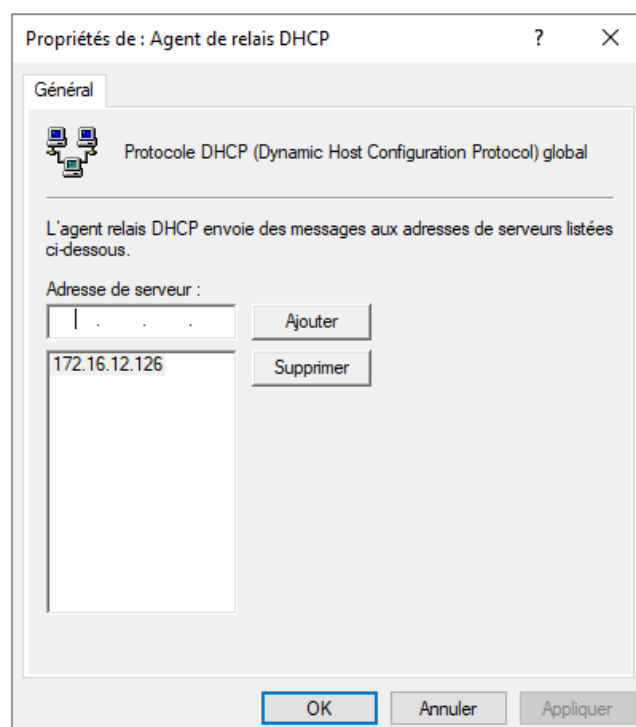 Propriétés de : Agent de relais DHCP
Général
Protocole DHCP (Dynamic Host Configuration Protocol) global
L'agent relais DHCP envoie des messages aux adresses de serveurs listées
ci-dessous.
Adresse de serveur :
. . .
Ajouter
172.16.12.126
Supprimer
OK
Annuler
Appliquer